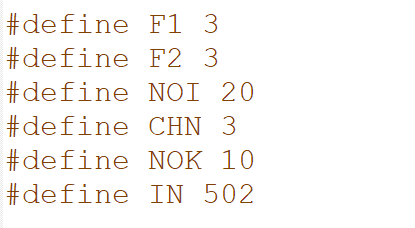 #define F1 3
#define F2 3
#define NOI 20
#define CHN 3
#define NOK 10
#define IN 502